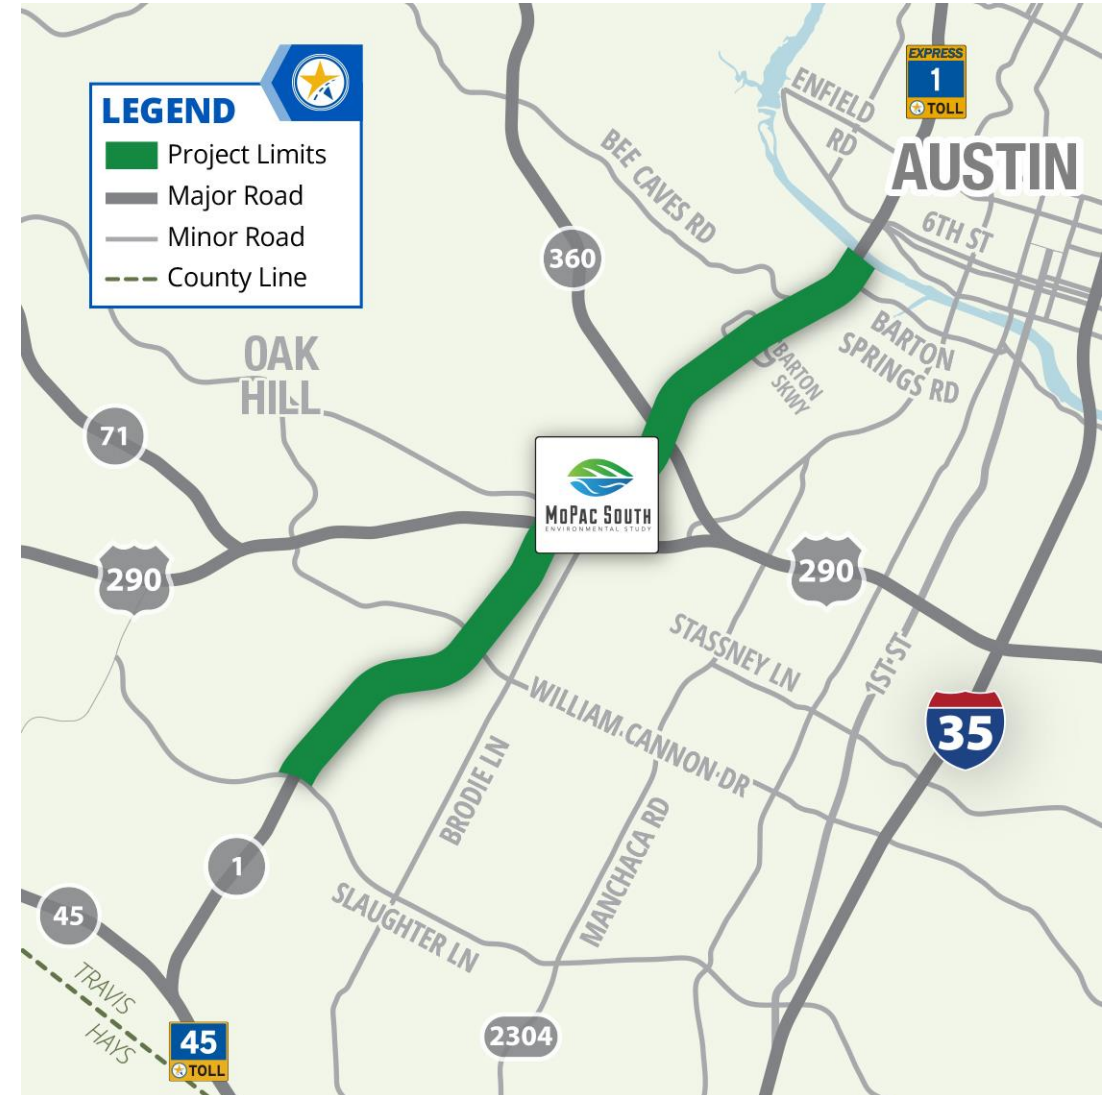 LEGEND
Project Limits
Major Road
Minor Road
County Line
EXPRESS
1
TOLL
AUSTIN
ENFIELD
RD
BEE CAVES RD
6TH ST
360
BARTON
SPRINGS RD
BARTON
SKWY
OAK
HILL
71
MOPAC SOUTH
ENVIRONMENTAL STUDY
290
290
STASSNEY LN
1ST ST
WILLIAM CANNON DR
35
BRODIE LN
MANCHACA RD
1
SLAUGHTER LN
45
TRAVIS
HAYS
45
TOLL
2304